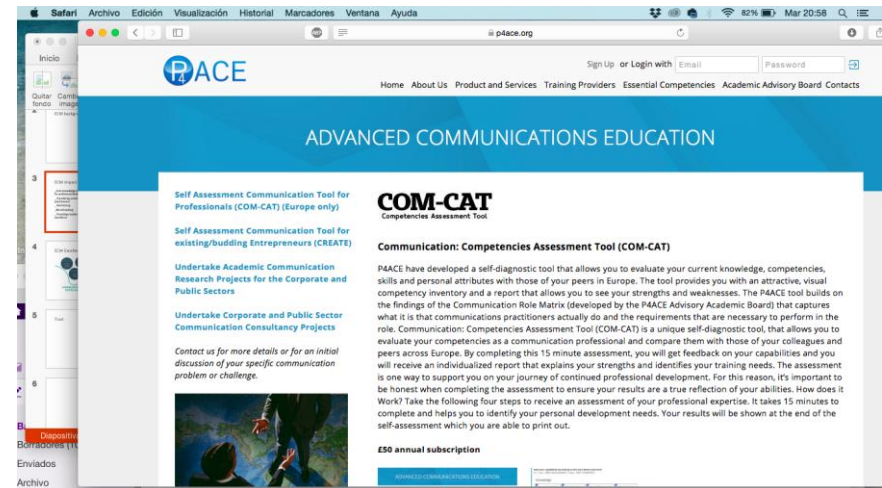 Safari Archivo Edición Visualización Historial Marcadores Ventana Ayuda
82% Mar 20:58
p4ace.org
Inicio
Quitar fondo
3
4
5
6
Diapositiva
Enviados
Archivo
P4ACE
Sign Up or Login with Email Password
Home About Us Product and Services Training Providers Essential Competencies Academic Advisory Board Contacts
ADVANCED COMMUNICATIONS EDUCATION
Self Assessment Communication Tool for
Professionals (COM-CAT) (Europe only)
Self Assessment Communication Tool for
existing/budding Entrepreneurs (CREATE)
Undertake Academic Communication
Research Projects for the Corporate and
Public Sectors
Undertake Corporate and Public Sector
Communication Consultancy Projects
Contact us for more details or for an initial
discussion of your specific communication
problem or challenge.
COM-CAT
Competencies Assessment Tool
Communication: Competencies Assessment Tool (COM-CAT)
P4ACE have developed a self-diagnostic tool that allows you to evaluate your current knowledge, competencies,
skills and personal attributes with those of your peers in Europe. The tool provides you with an attractive, visual
competency inventory and a report that allows you to see your strengths and weaknesses. The P4ACE tool builds on
the findings of the Communication Role Matrix (developed by the P4ACE Advisory Academic Board) that captures
what it is that communications practitioners actually do and the requirements that are necessary to perform in the
role. Communication: Competencies Assessment Tool (COM-CAT) is a unique self-diagnostic tool, that allows you to
evaluate your competencies as a communication professional and compare them with those of your colleagues and
peers across Europe. By completing this 15 minute assessment, you will get feedback on your capabilities and you
will receive an individualized report that explains your strengths and identifies your training needs. The assessment
is one way to support you on your journey of continued professional development. For this reason, it's important to
be honest when completing the assessment to ensure your results are a true reflection of your abilities. How does it
Work? Take the following four steps to receive an assessment of your professional expertise. It takes 15 minutes to
complete and helps you to identify your personal development needs. Your results will be shown at the end of the
self-assessment which you are able to print out.
£50 annual subscription
ADVANCED COMMUNICATIONS EDUCATION